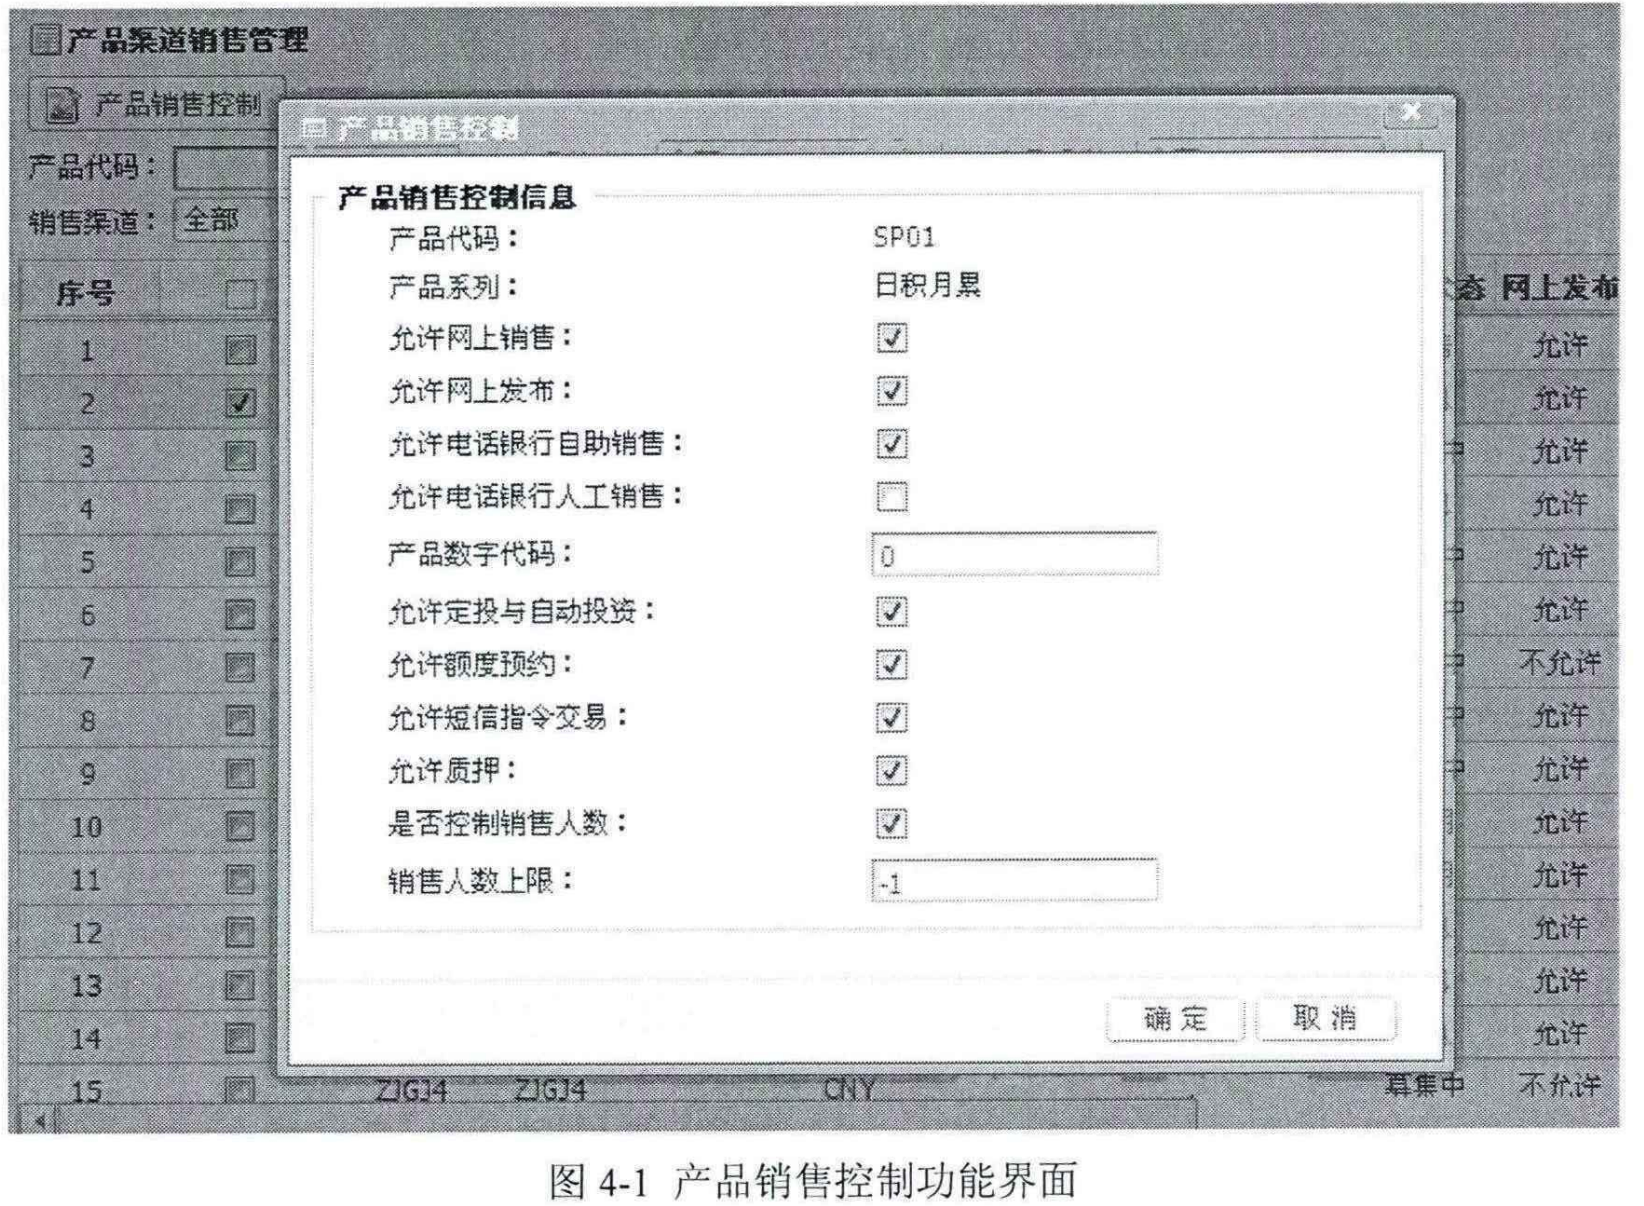 产品渠道销售管理
产品销售控制
产品代码：
销售渠道： 全部
序号
1
2
3
4
5
6
7
8
9
10
11
12
13
14
15 ZJGJ4 ZJGJ4 CNY 募集中 不允许
产品销售控制
产品销售控制信息
产品代码： SP01
产品系列： 日积月累
允许网上销售：
允许网上发布：
允许电话银行自助销售：
允许电话银行人工销售：
产品数字代码： 0
允许定投与自动投资：
允许额度预约：
允许短信指令交易：
允许质押：
是否控制销售人数：
销售人数上限： -1
确定 取消
态 网上发布
允许
允许
允许
允许
允许
允许
不允许
允许
允许
允许
允许
允许
允许
允许
图 4-1 产品销售控制功能界面